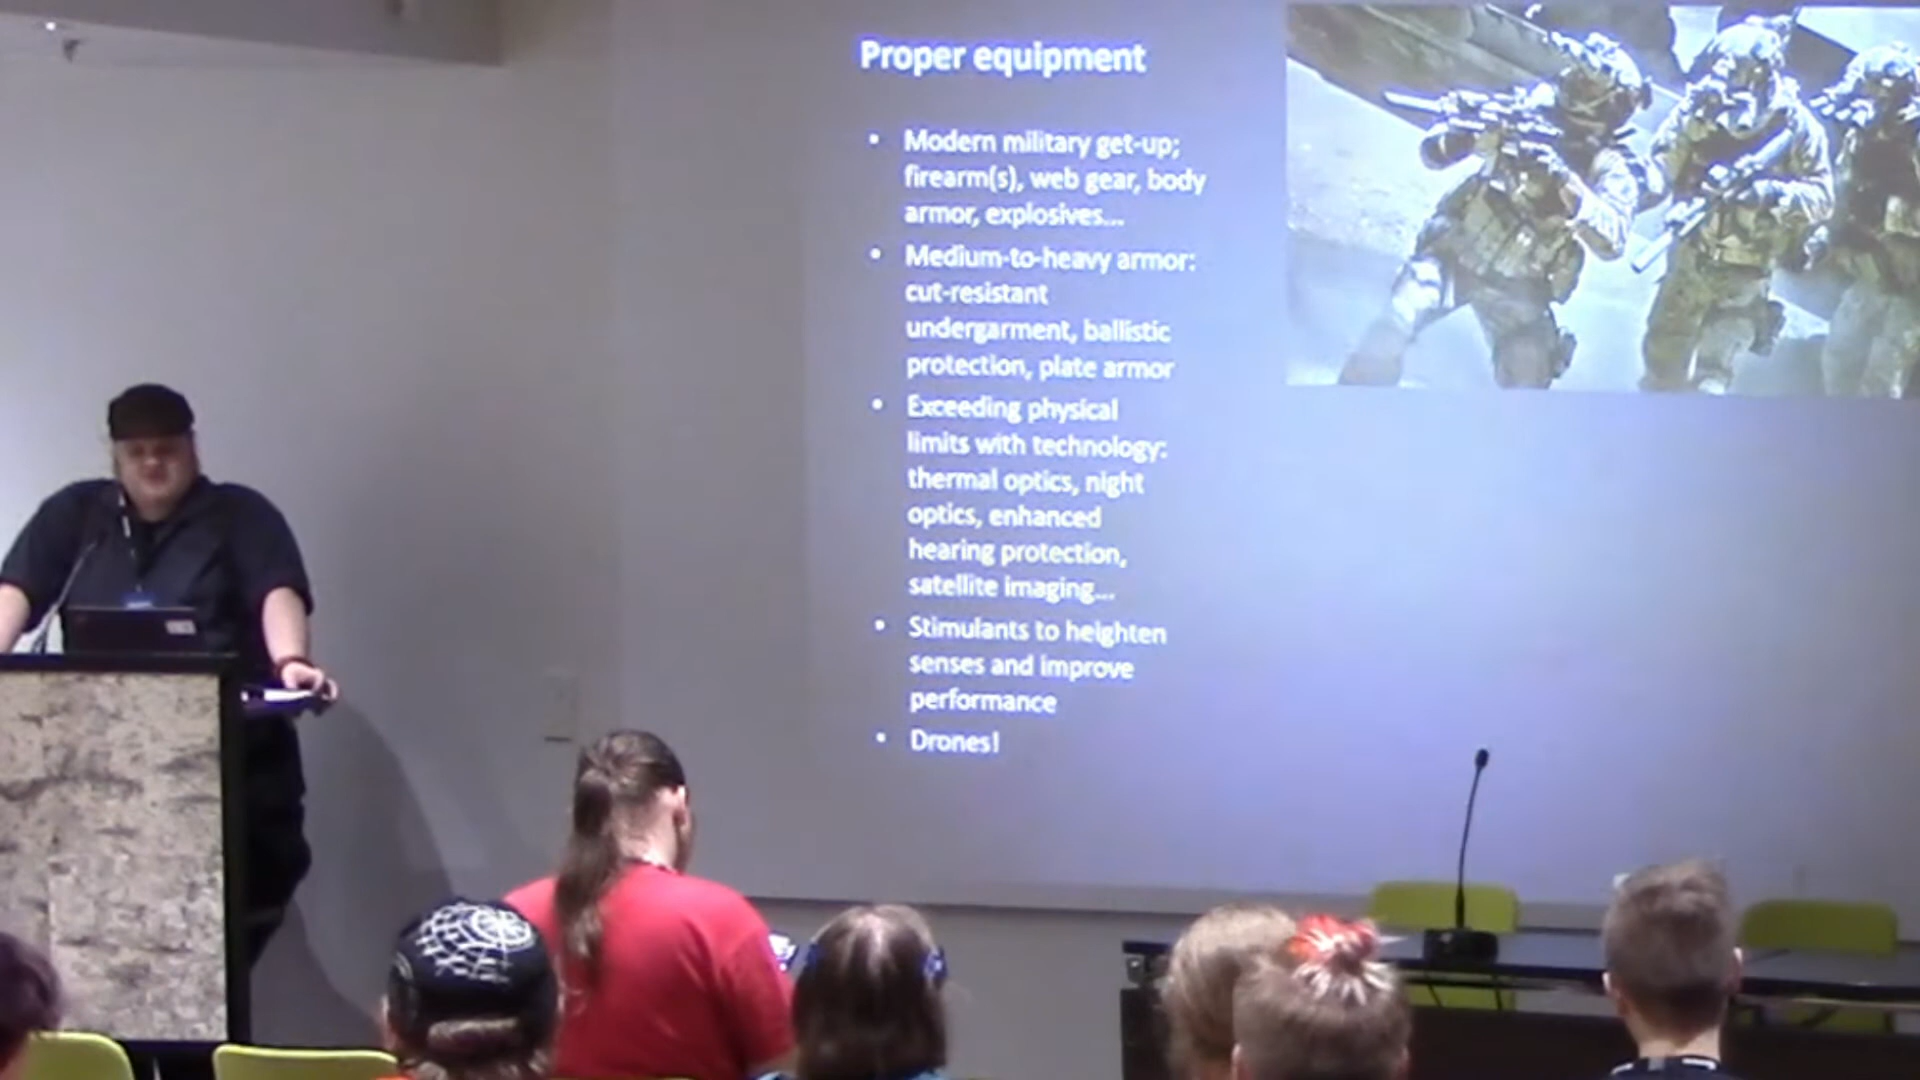 Proper equipment
• Modern military get-up;
firearm(s), web gear, body
armor, explosives...
• Medium-to-heavy armor:
cut-resistant
undergarment, ballistic
protection, plate armor
• Exceeding physical
limits with technology:
thermal optics, night
optics, enhanced
hearing protection,
satellite imaging...
• Stimulants to heighten
senses and improve
performance
• Drones!